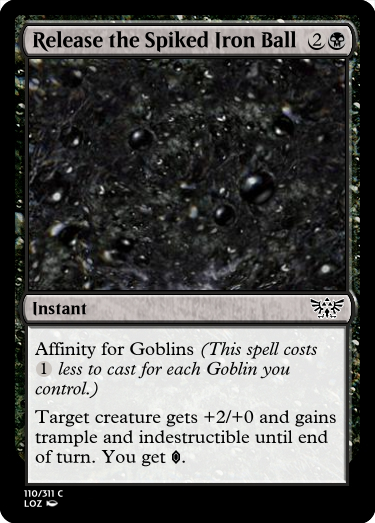 Release the Spiked Iron Ball 2
Instant
Affinity for Goblins (This spell costs
1 less to cast for each Goblin you
control.)
Target creature gets +2/+0 and gains
trample and indestructible until end
of turn. You get .
110/311 C
LOZ